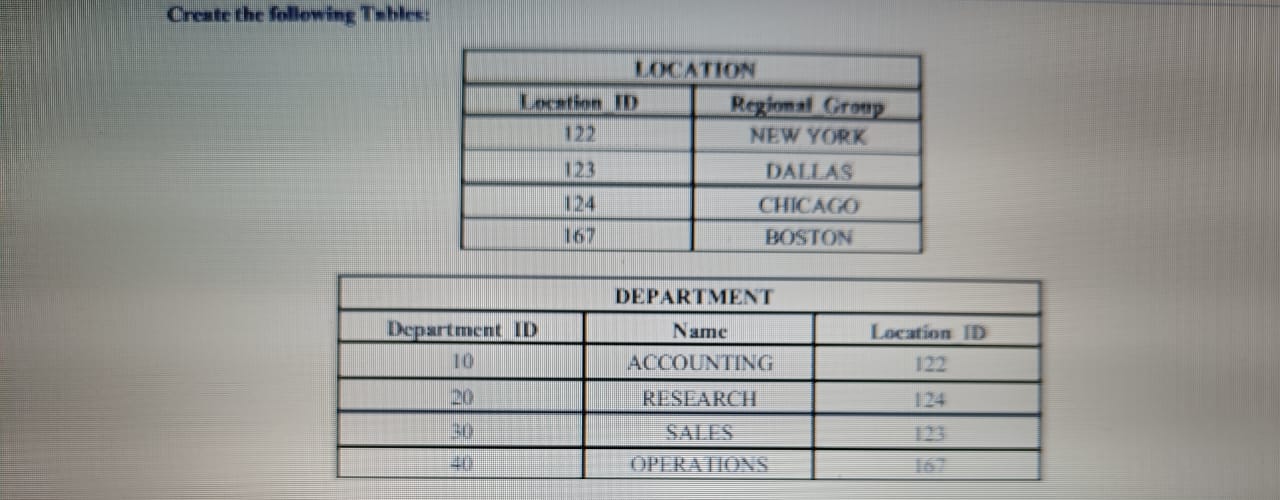 Create the following Tables:
LOCATION
Location_ID Regional_Group
122 NEW YORK
123 DALLAS
124 CHICAGO
167 BOSTON
DEPARTMENT
Department_ID Name Location_ID
10 ACCOUNTING 122
20 RESEARCH 124
30 SALES 123
40 OPERATIONS 167